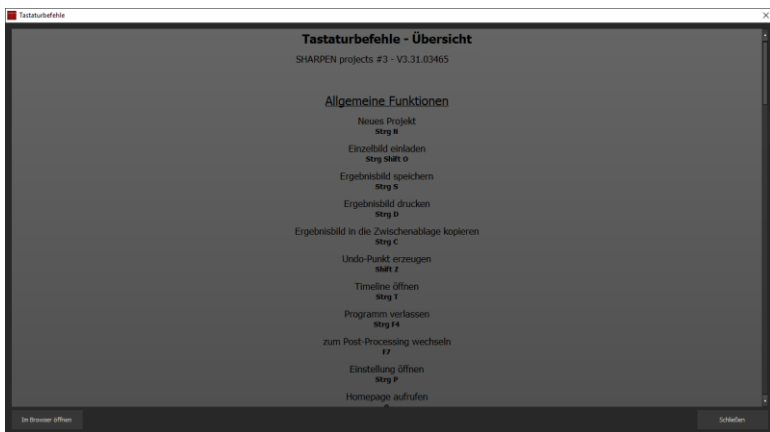 Tastaturbefehle
Tastaturbefehle - Übersicht
SHARPEN projects #3 - V3.31.03465
Allgemeine Funktionen
Neues Projekt
Strg N
Einzelbild einladen
Strg Shift O
Ergebnisbild speichern
Strg S
Ergebnisbild drucken
Strg D
Ergebnisbild in die Zwischenablage kopieren
Strg C
Undo-Punkt erzeugen
Shift Z
Timeline öffnen
Strg T
Programm verlassen
Strg F4
zum Post-Processing wechseln
F7
Einstellung öffnen
Strg P
Homepage aufrufen
Im Browser öffnen
Schließen